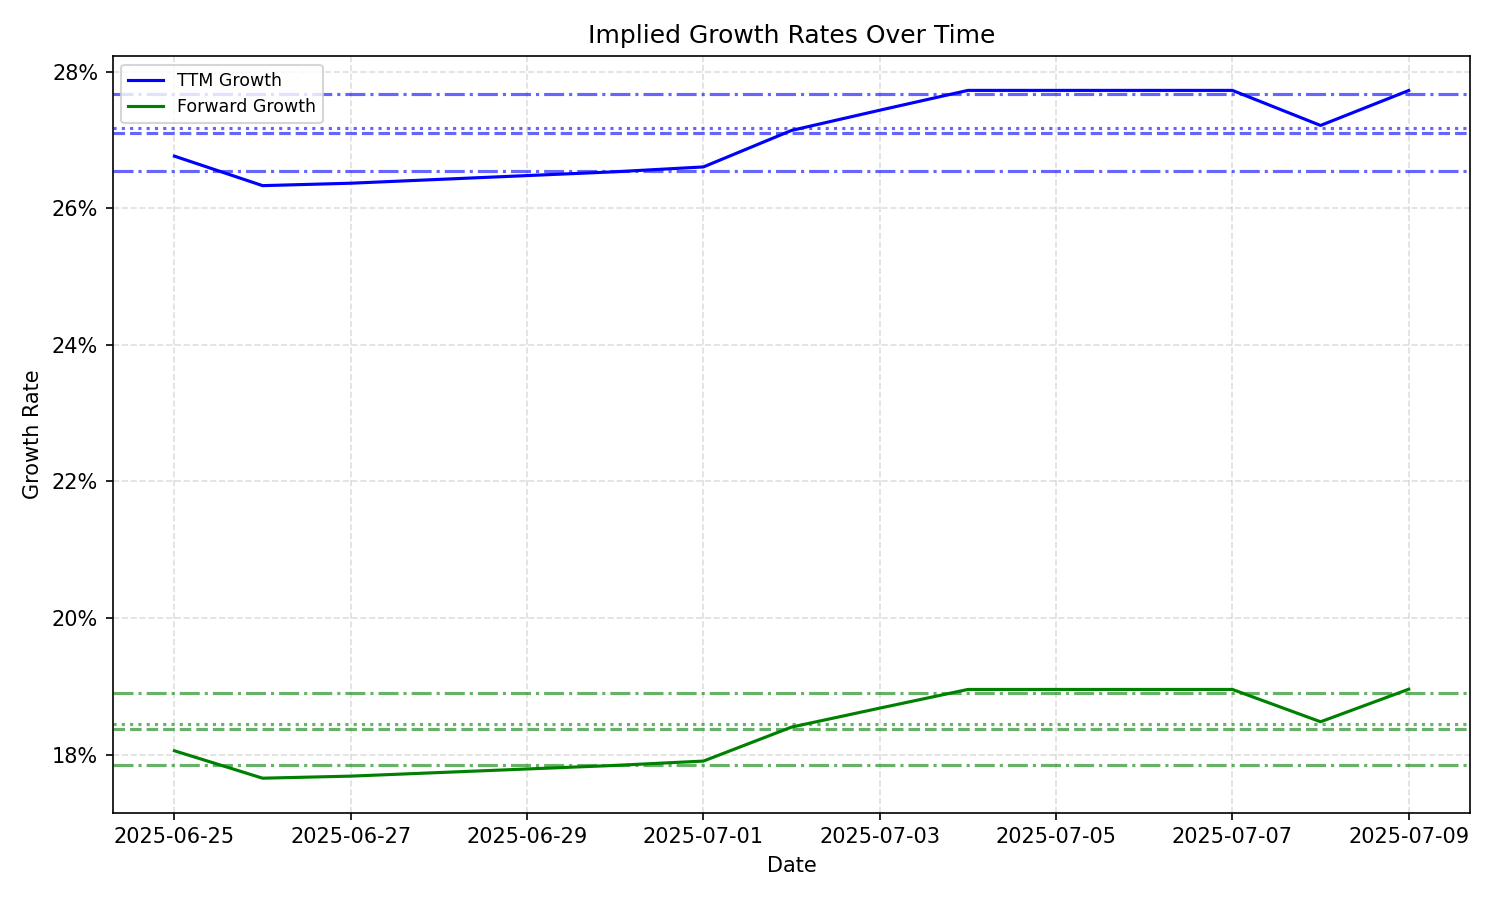 Implied Growth Rates Over Time
TTM Growth
Forward Growth
28%
26%
24%
22%
20%
18%
Growth Rate
2025-06-25
2025-06-27
2025-06-29
2025-07-01
2025-07-03
2025-07-05
2025-07-07
2025-07-09
Date